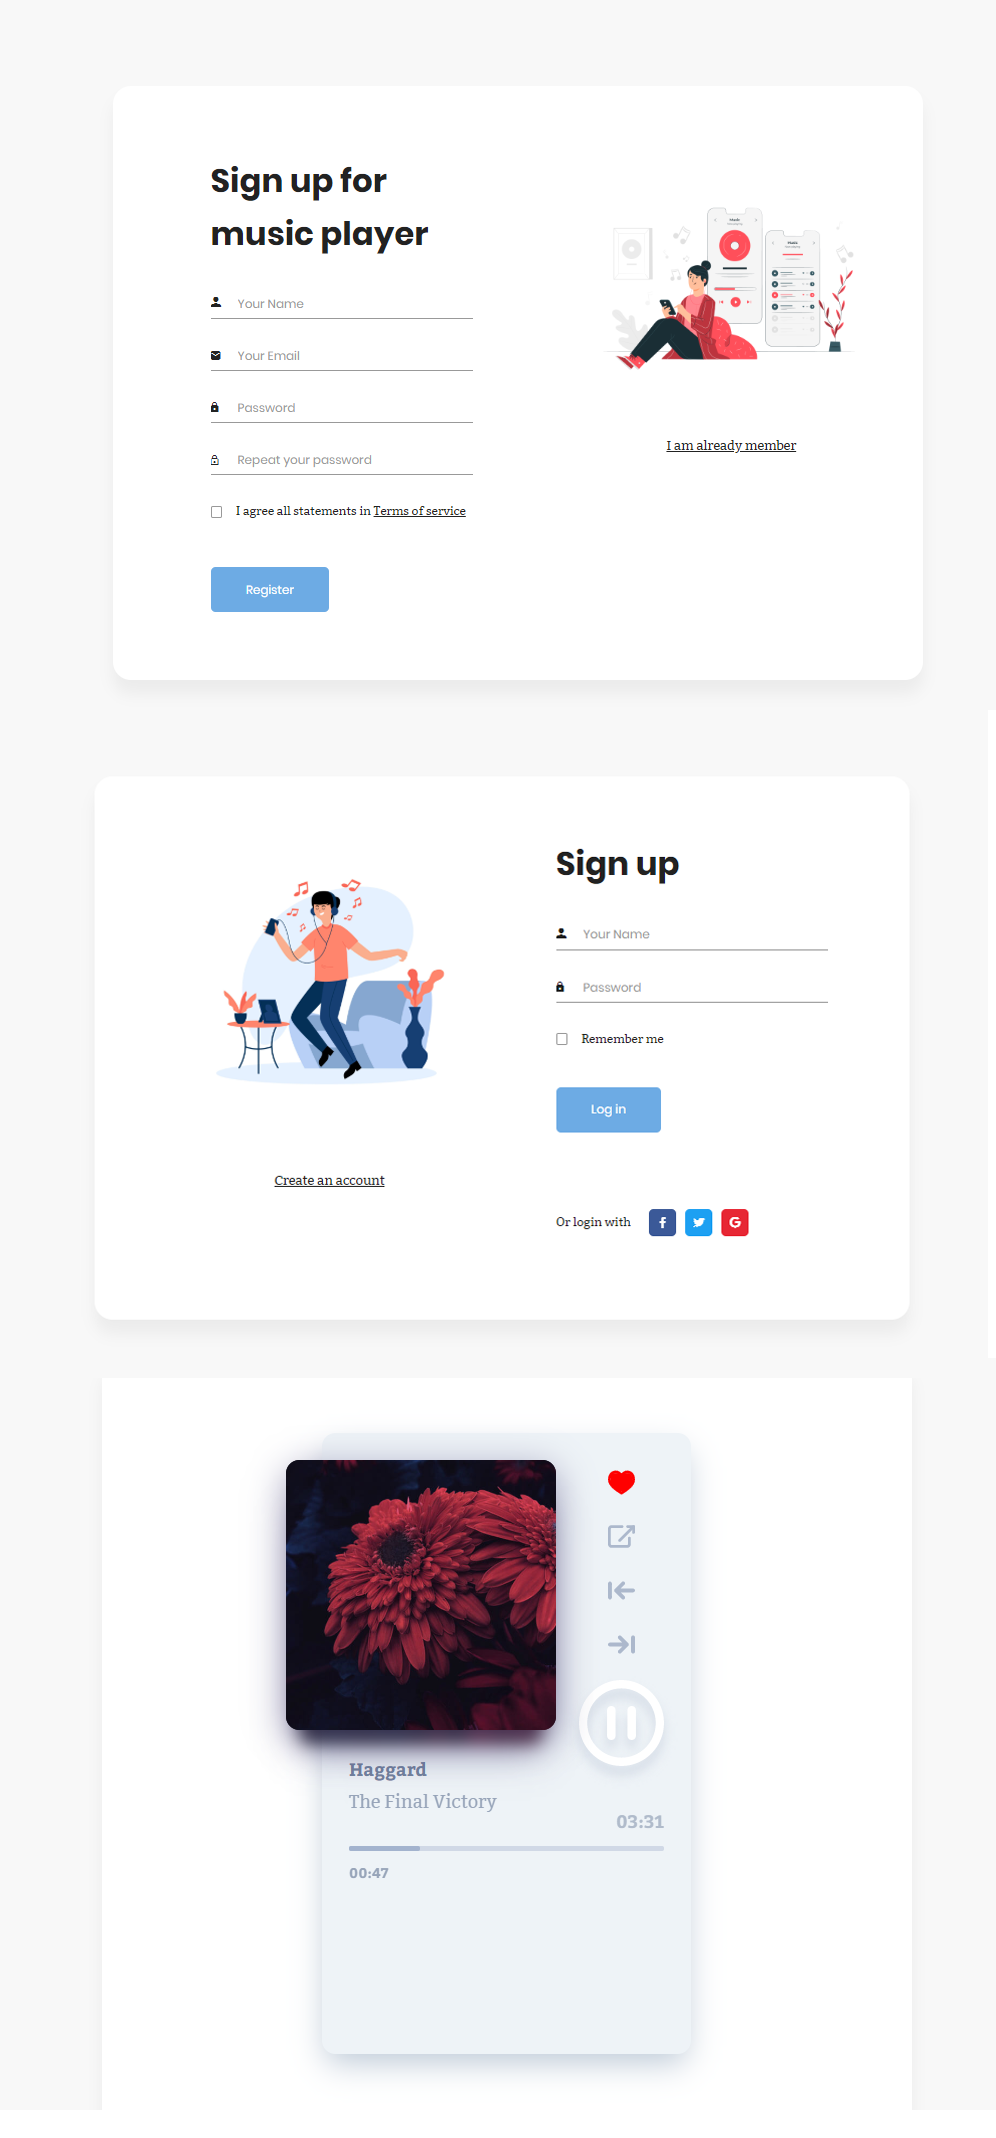 Sign up for
music player
Your Name
Your Email
Password
Repeat your password
I agree all statements in Terms of service
Register
Music
Music
I am already member
Sign up
Your Name
Password
Remember me
Log in
Create an account
Or login with
Haggard
The Final Victory
03:31
00:47